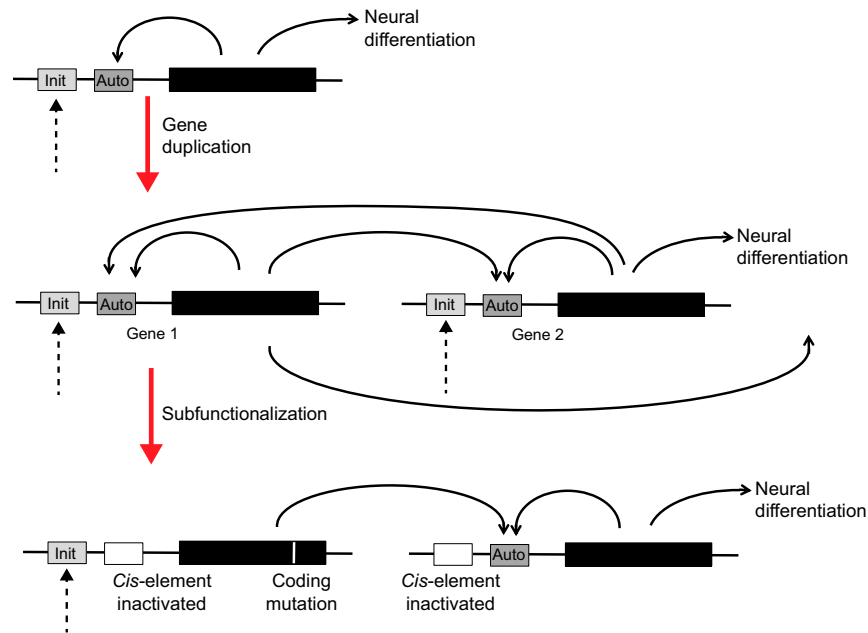 Neural
differentiation
Init
Auto
Gene
duplication
Neural
differentiation
Init
Auto
Init
Auto
Gene 1
Gene 2
Subfunctionalization
Neural
differentiation
Init
Auto
Cis-element
inactivated
Coding
mutation
Cis-element
inactivated